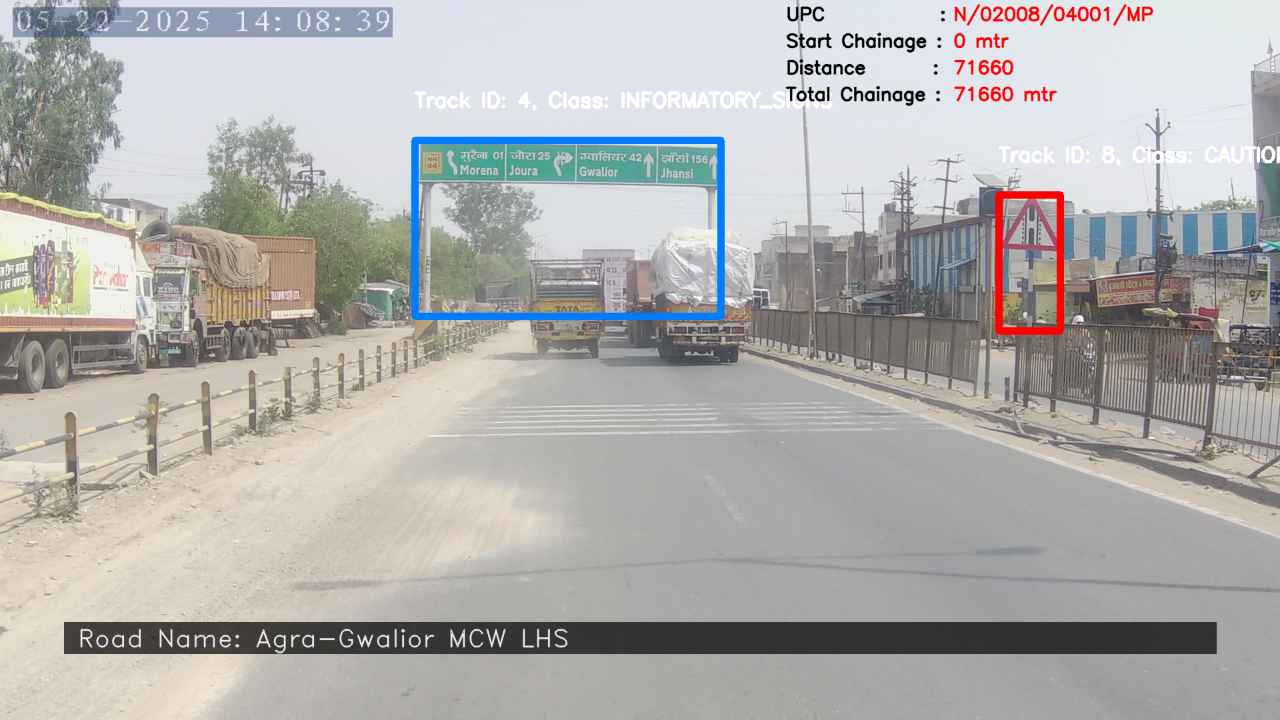 05-22-2025 14:08:39
UPC : N/02008/04001/MP
Start Chainage : 0 mtr
Distance : 71660
Total Chainage : 71660 mtr
Track ID: 4, Class: INFORMATORY_SIGNS
Track ID: 8, Class: CAUTIO
मुरैना 01
Morena
जौरा 25
Joura
ग्वालियर 42
Gwalior
झाँसी 156
Jhansi
TATA
Road Name: Agra-Gwalior MCW LHS